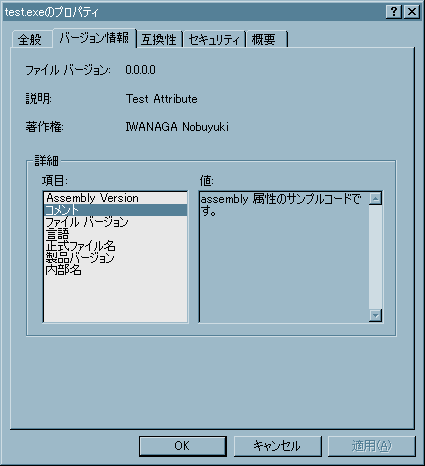 test.exeのプロパティ
全般 バージョン情報 互換性 セキュリティ 概要
ファイル バージョン: 0.0.0.0
説明: Test Attribute
著作権: IWANAGA Nobuyuki
詳細
項目: 値:
Assembly Version
コメント
ファイル バージョン
言語
正式ファイル名
製品バージョン
内部名
assembly 属性のサンプルコードで
す。
OK キャンセル 適用(A)